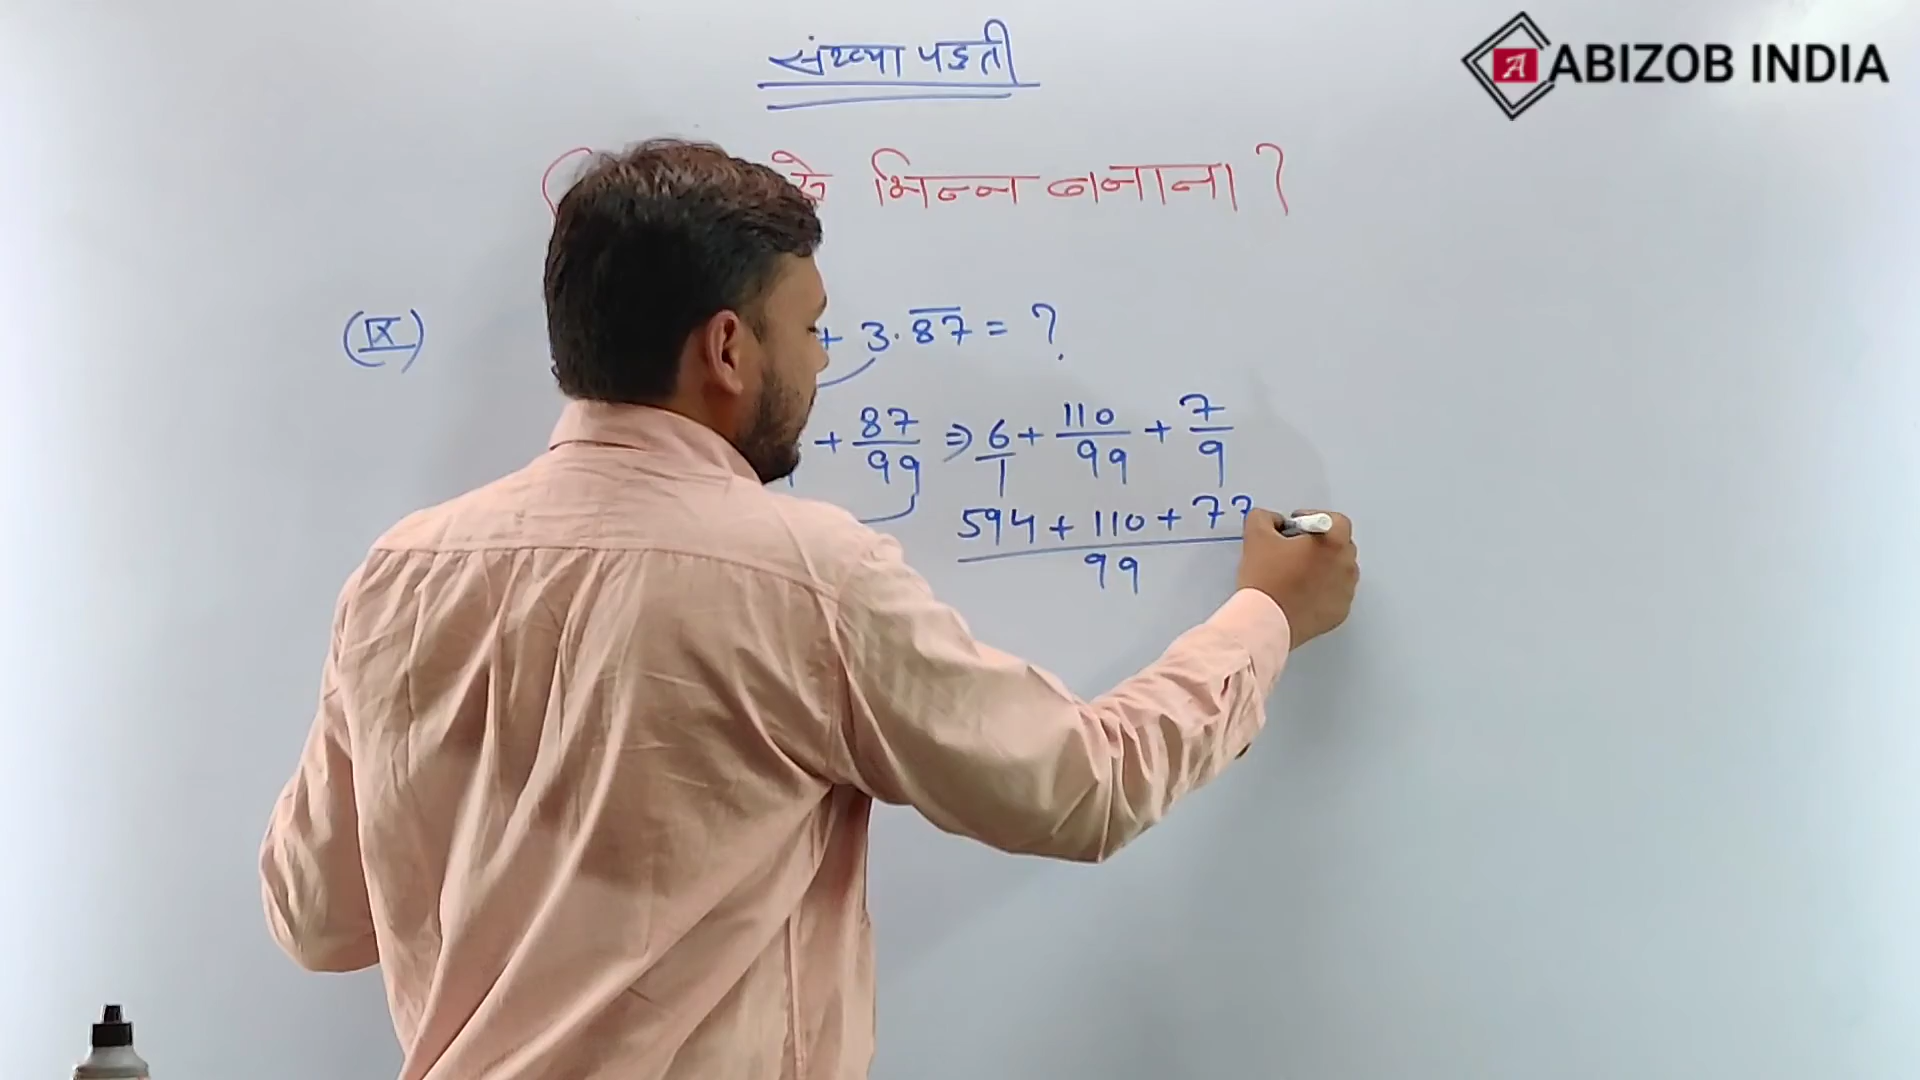 संख्या पद्धती
ABIZOB INDIA
के भिन्न बनाना ?
(IX) + 3.8̅7̅ = ?
+ 87/99 ⇒ 6/1 + 110/99 + 7/9
594 + 110 + 77
99